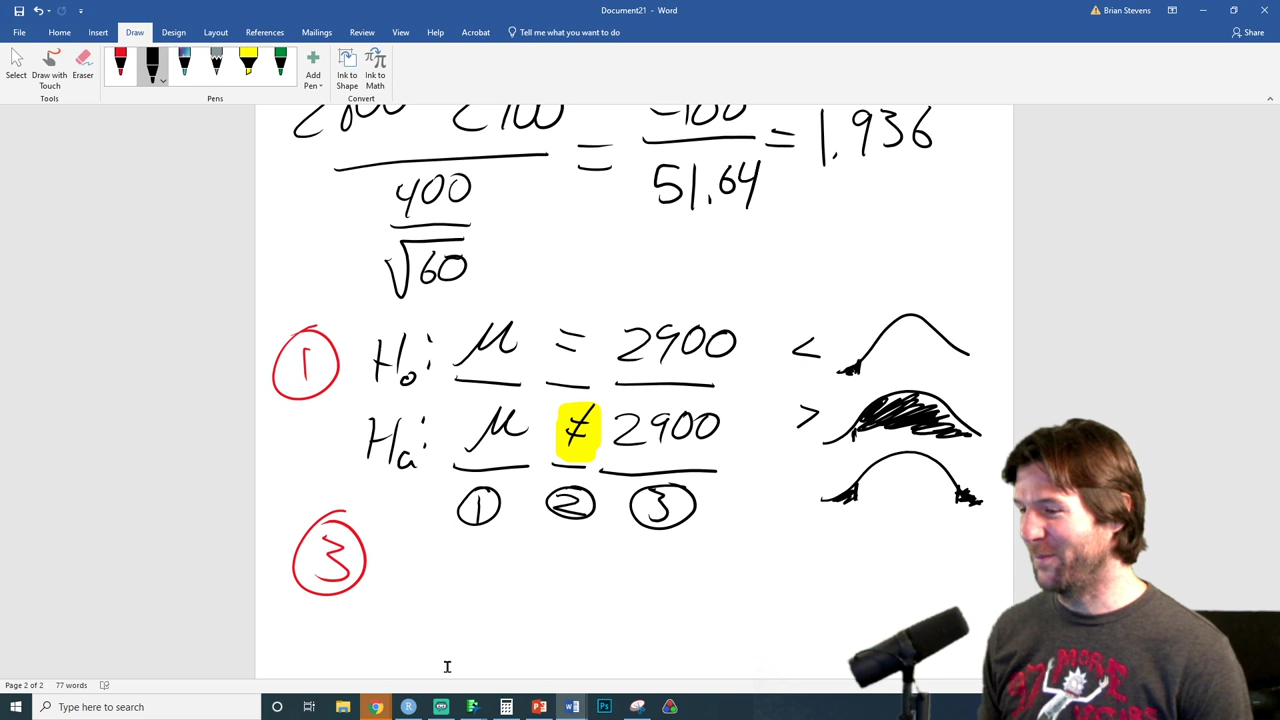 Document21 - Word
Brian Stevens
File Home Insert Draw Design Layout References Mailings Review View Help Acrobat Tell me what you want to do Share
Select Draw with Touch Eraser Add Pen Ink to Shape Ink to Math
Tools Pens Convert
-100
= = 1.936
400 51.64
√60
1 H₀: μ = 2900 <
Hₐ: μ ≠ 2900 >
1 2 3
3
MORE
Page 2 of 2 77 words
Type here to search